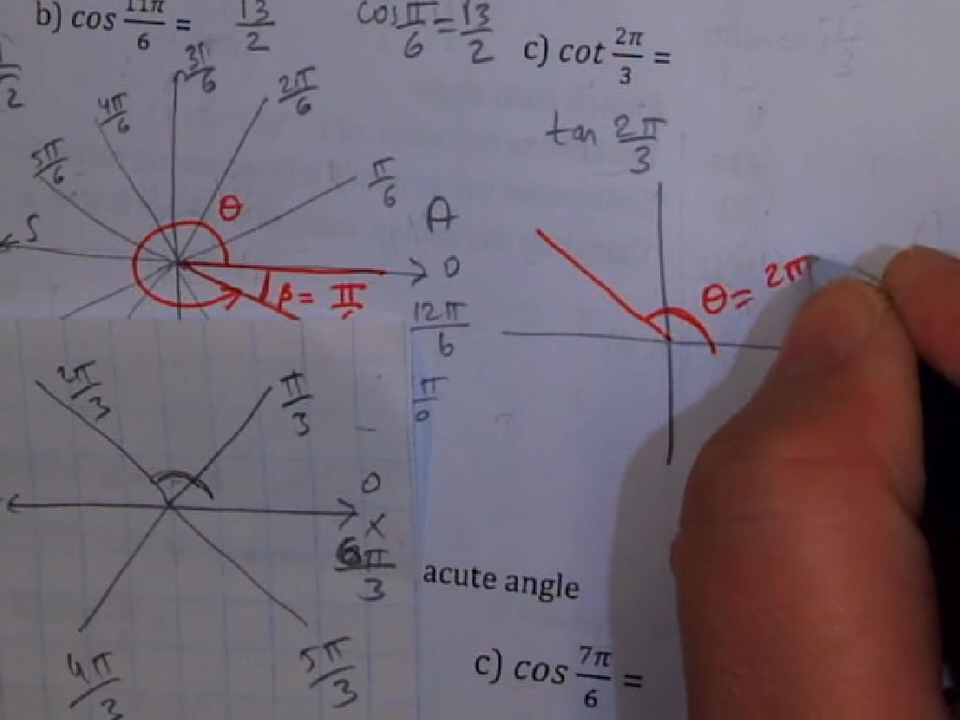 b) cos 11π/6 = √3/2
cos π/6 = √3/2
c) cot 2π/3 =
tan 2π/3
3π/6
2π/6
4π/6
5π/6
π/6
θ
A
S
0
β = π
12π/6
θ = 2π
2π/3
π/3
0
X
6π/3
acute angle
4π/3
5π/3
c) cos 7π/6 =